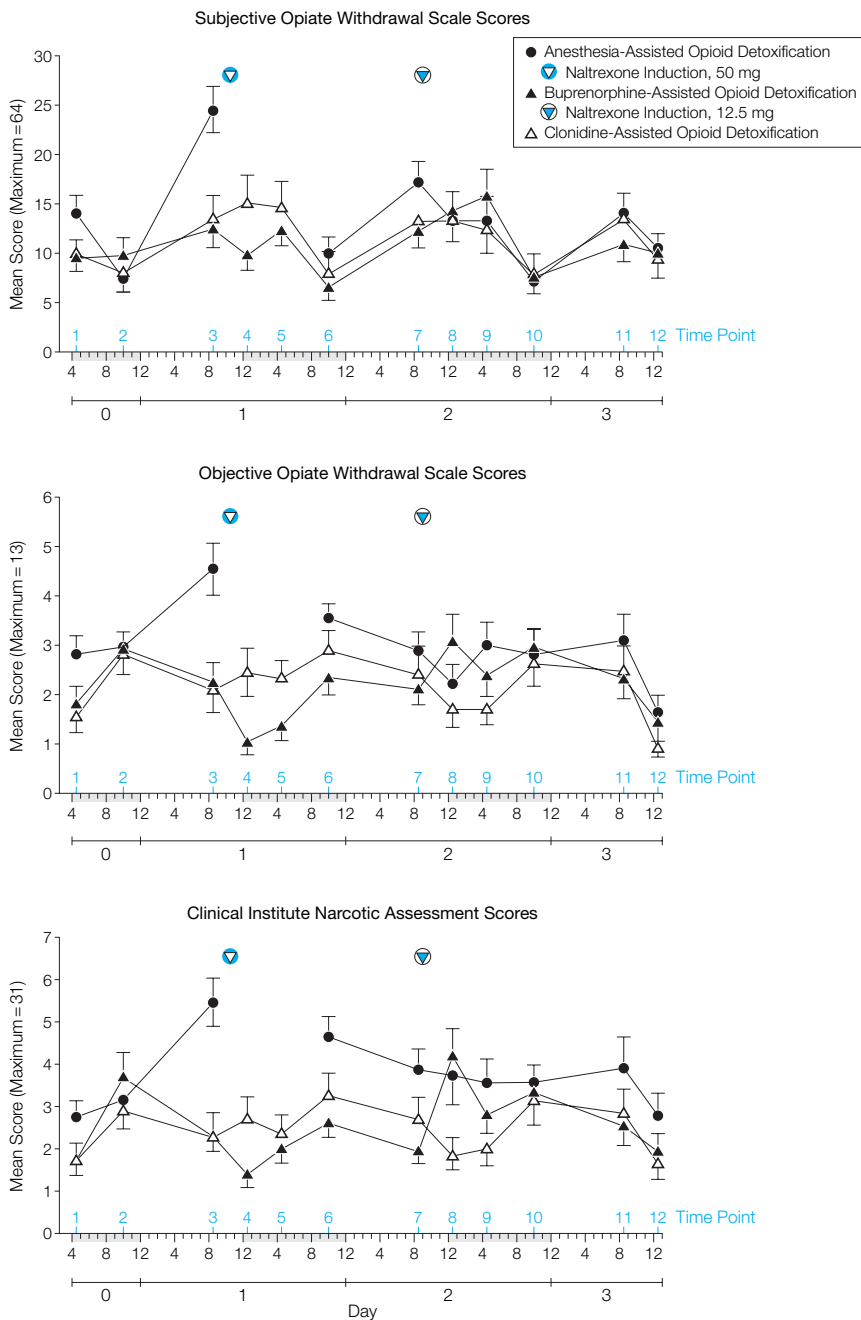 Subjective Opiate Withdrawal Scale Scores
Anesthesia-Assisted Opioid Detoxification
Naltrexone Induction, 50 mg
Buprenorphine-Assisted Opioid Detoxification
Naltrexone Induction, 12.5 mg
Clonidine-Assisted Opioid Detoxification
Mean Score (Maximum = 64)
30
25
20
15
10
5
0
1 2 3 4 5 6 7 8 9 10 11 12 Time Point
4 8 12 4 8 12 4 8 12 4 8 12 4 8 12 4 8 12
0 1 2 3
Objective Opiate Withdrawal Scale Scores
Mean Score (Maximum = 13)
6
5
4
3
2
1
0
1 2 3 4 5 6 7 8 9 10 11 12 Time Point
4 8 12 4 8 12 4 8 12 4 8 12 4 8 12 4 8 12
0 1 2 3
Clinical Institute Narcotic Assessment Scores
Mean Score (Maximum = 31)
7
6
5
4
3
2
1
0
1 2 3 4 5 6 7 8 9 10 11 12 Time Point
4 8 12 4 8 12 4 8 12 4 8 12 4 8 12 4 8 12
0 1 2 3
Day